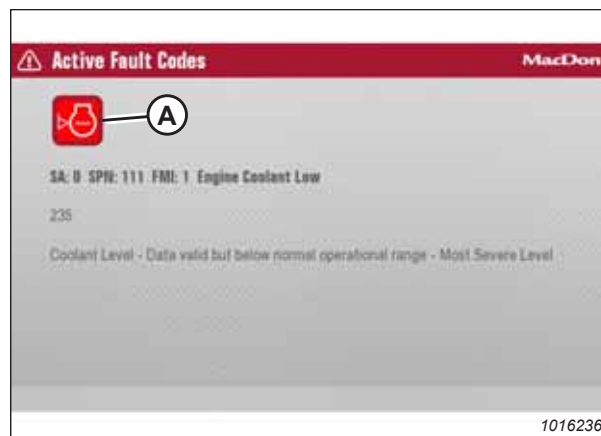 Active Fault Codes
MacDon
A
SA: 0 SPN: 111 FMI: 1 Engine Coolant Low
235
Coolant Level - Data valid but below normal operational range - Most Severe Level
1016236